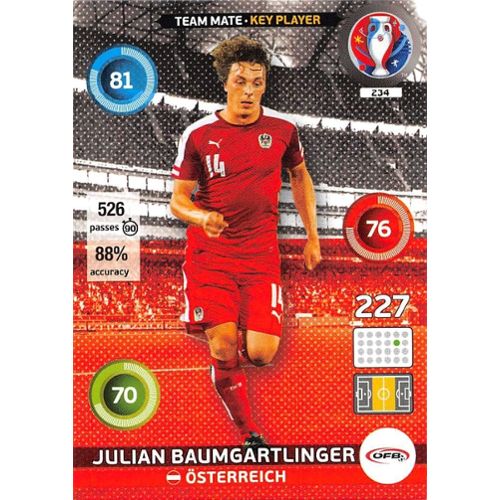 TEAM MATE · KEY PLAYER
234
81
14
526
passes 90
88%
accuracy
76
227
14
70
JULIAN BAUMGARTLINGER
ÖSTERREICH
ÖFB